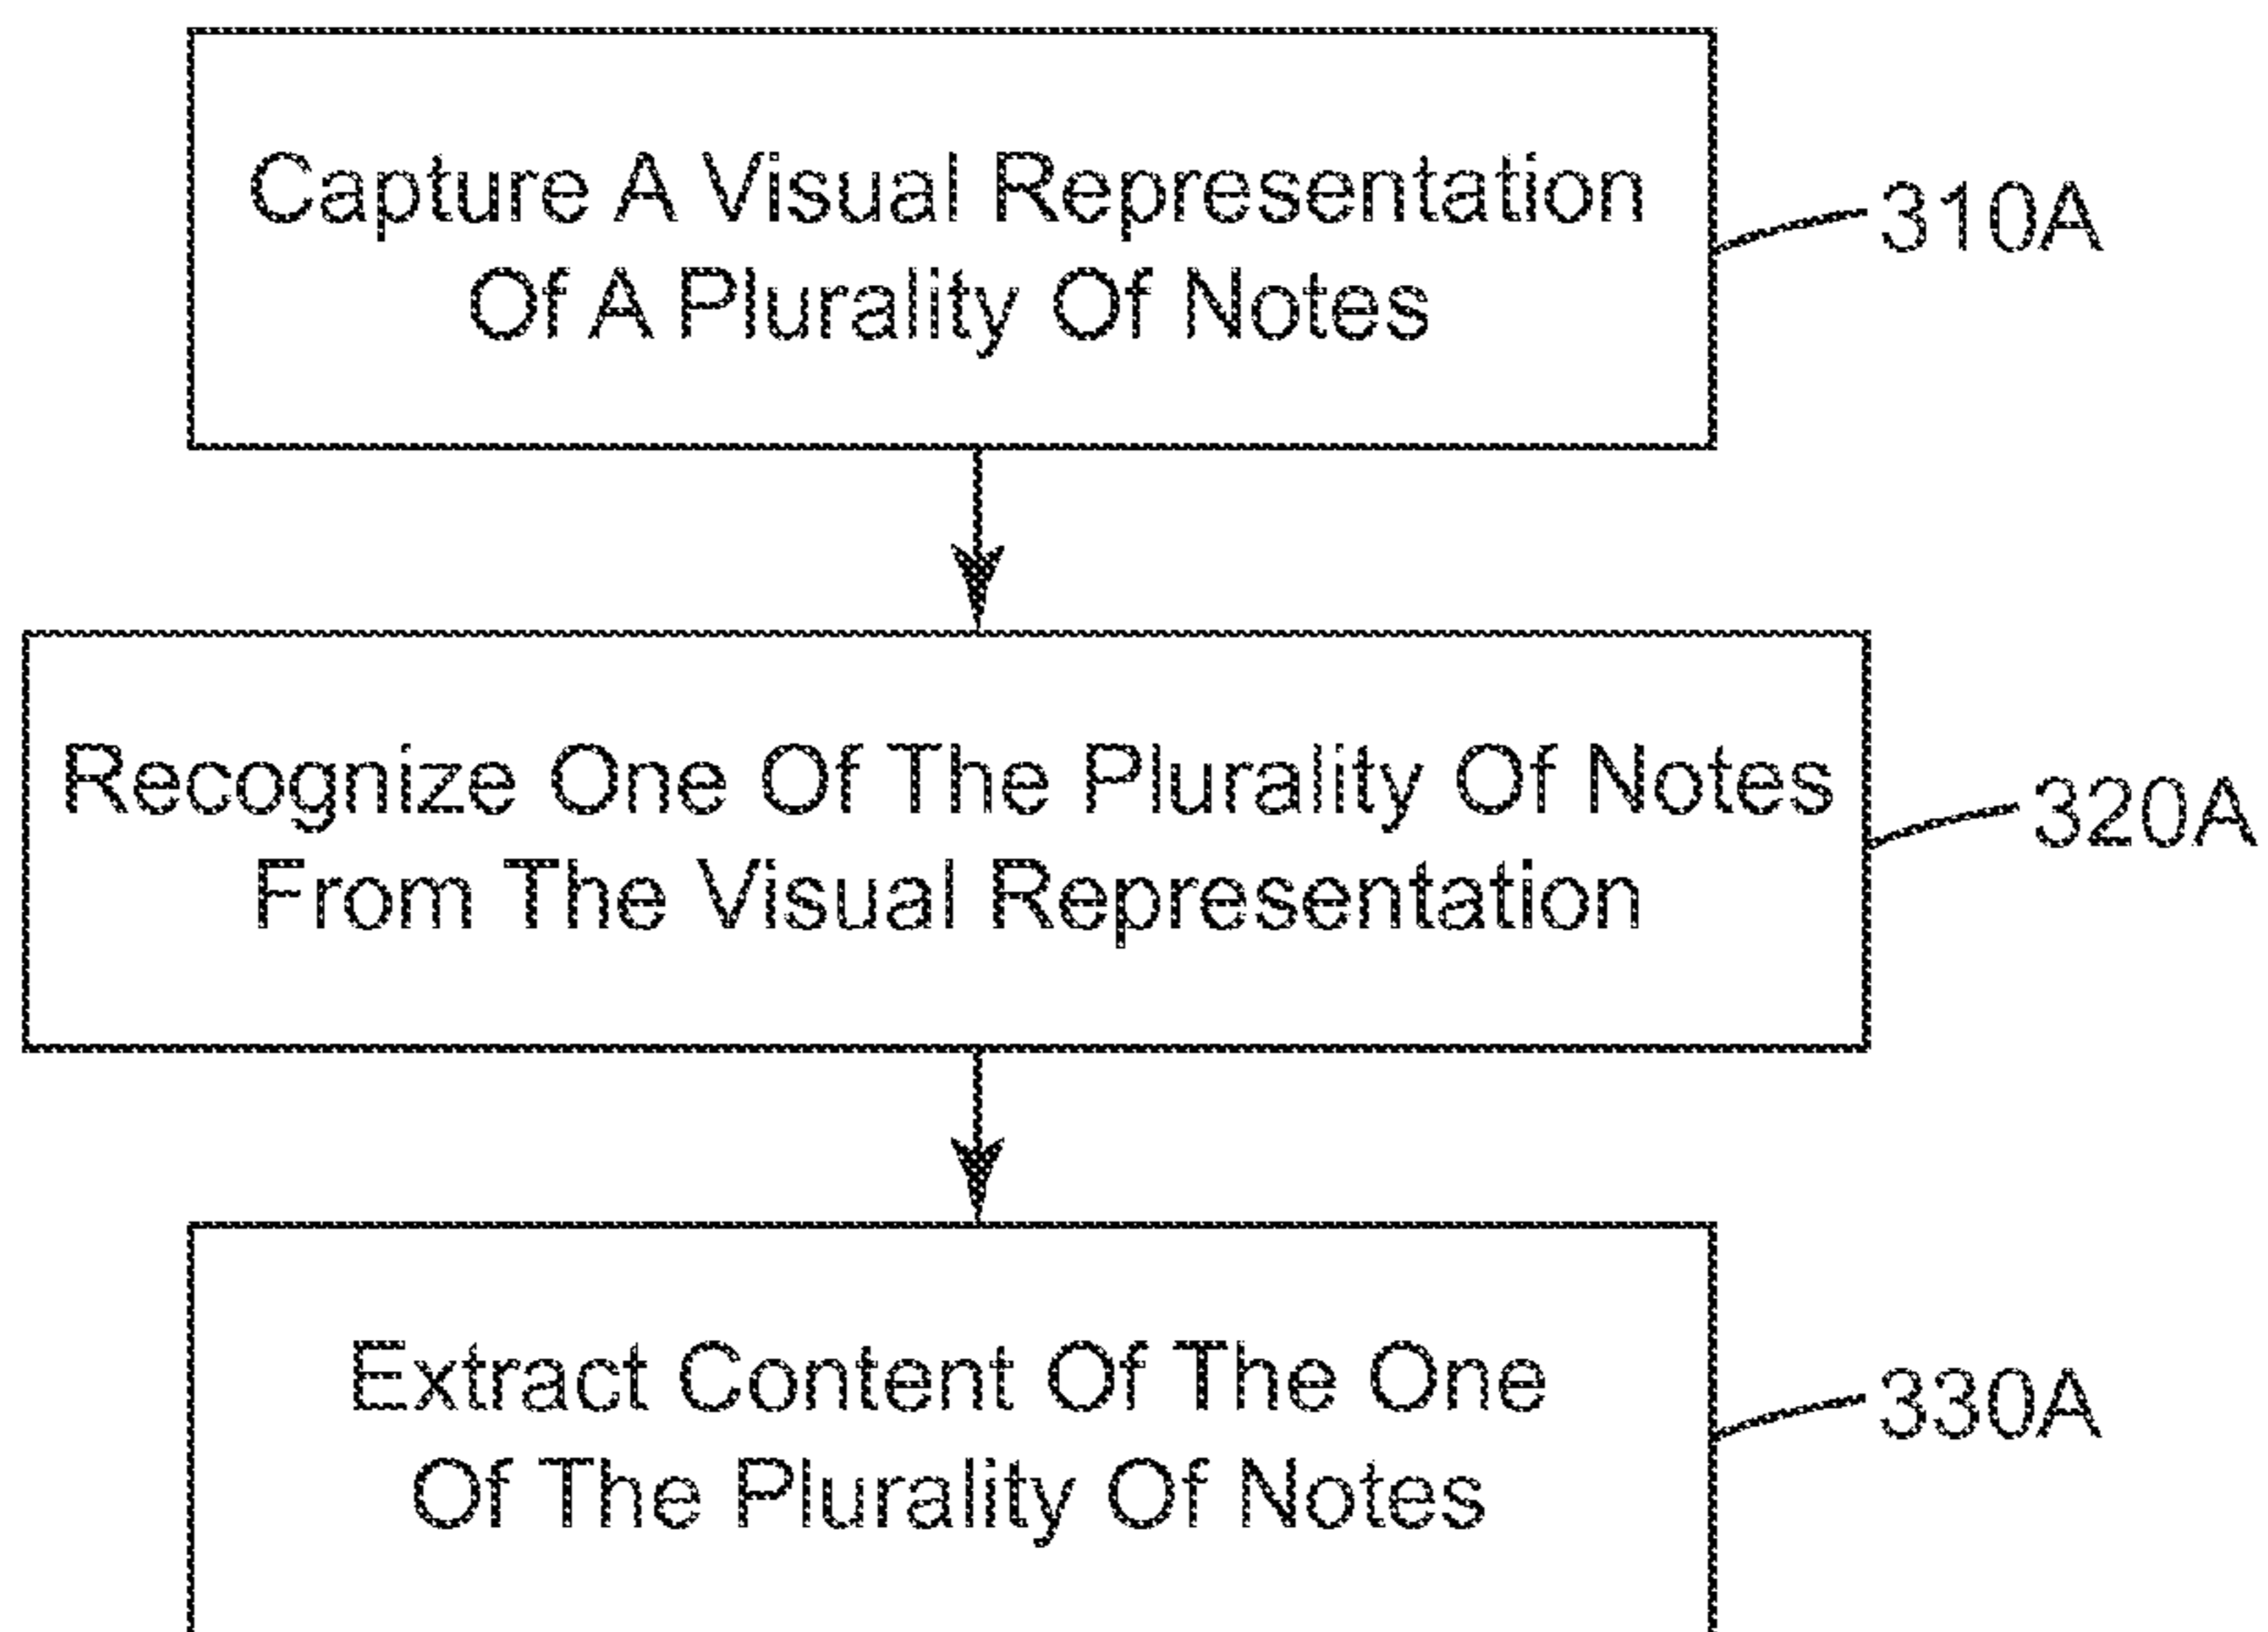 Capture A Visual Representation
Of A Plurality Of Notes
310A
Recognize One Of The Plurality Of Notes
From The Visual Representation
320A
Extract Content Of The One
Of The Plurality Of Notes
330A